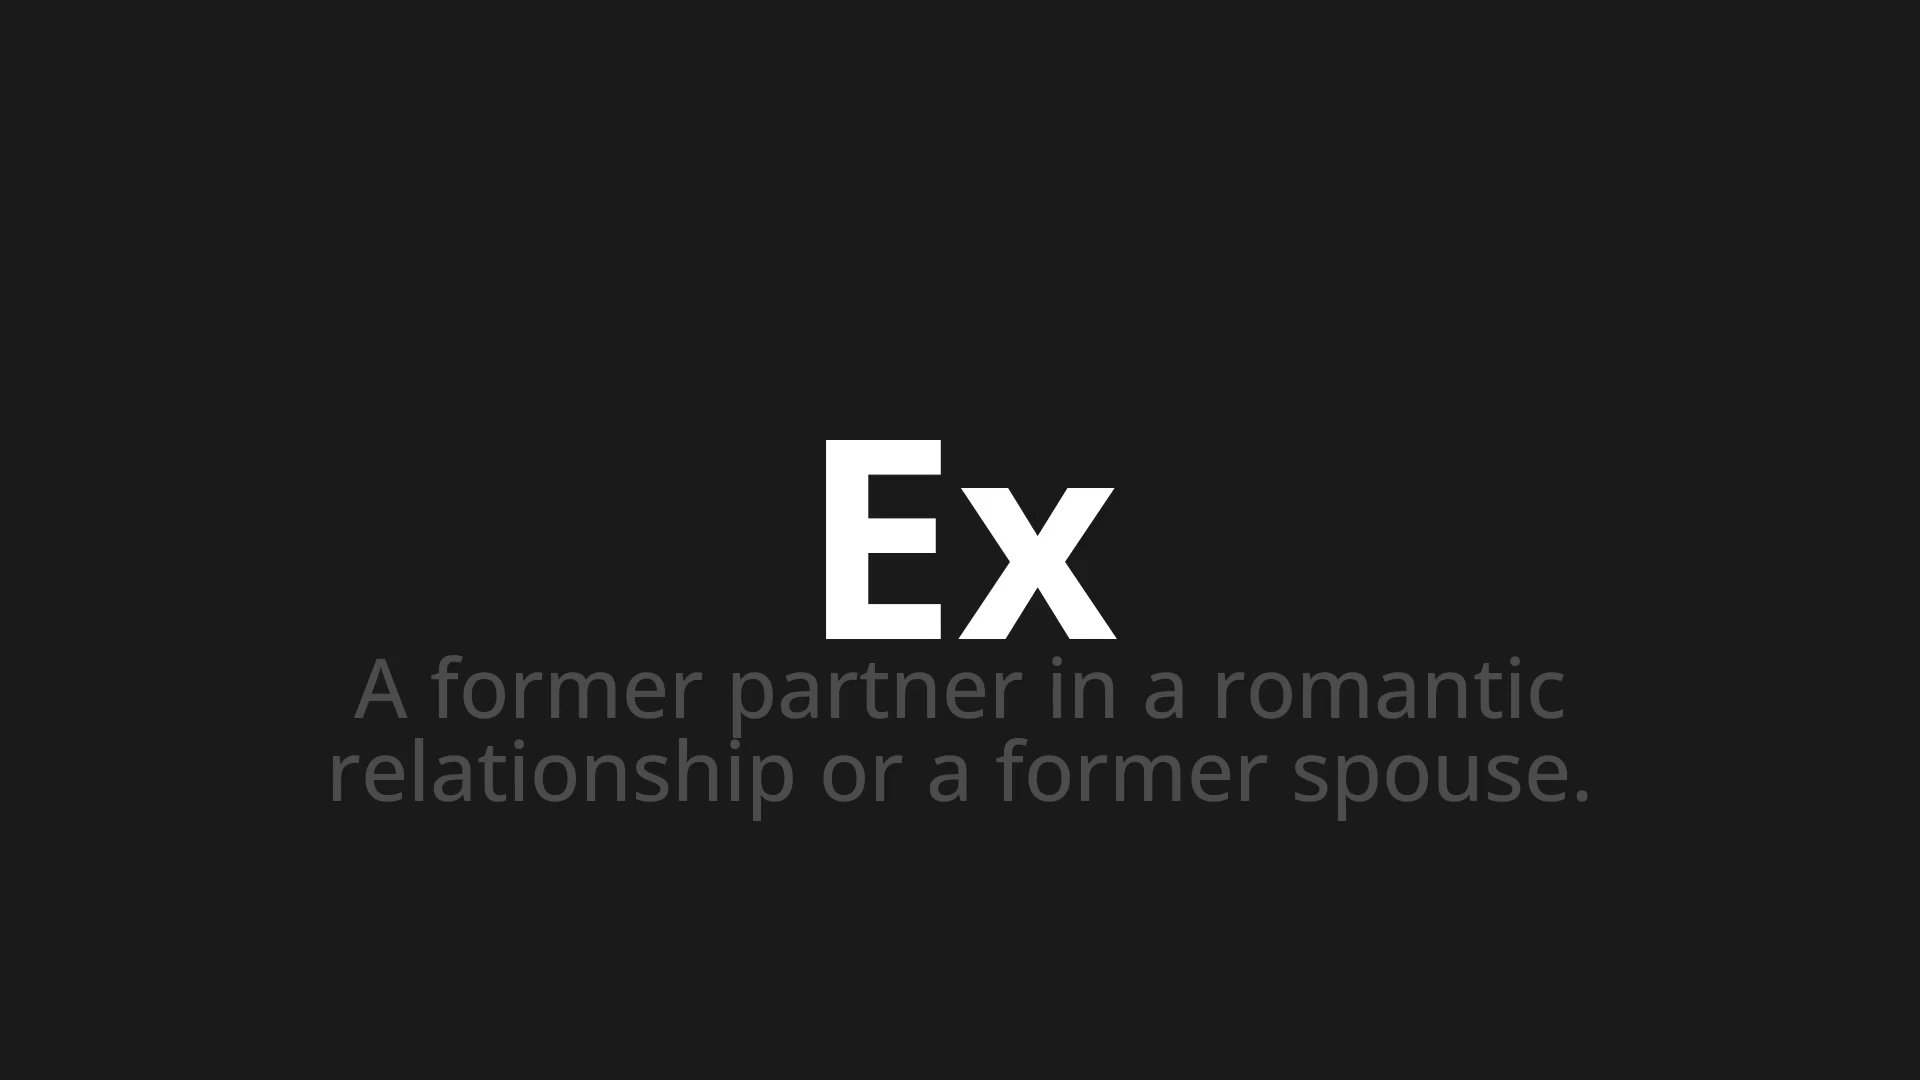 Ex
A former partner in a romantic
relationship or a former spouse.